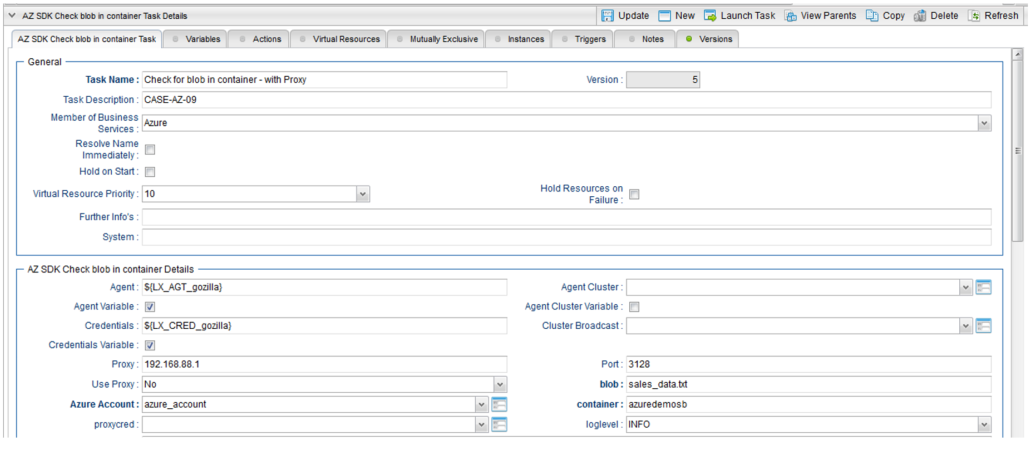 AZ SDK Check blob in container Task Details Update New Launch Task View Parents Copy Delete Refresh
AZ SDK Check blob in container Task Variables Actions Virtual Resources Mutually Exclusive Instances Triggers Notes Versions
General
Task Name : Check for blob in container - with Proxy Version : 5
Task Description : CASE-AZ-09
Member of Business
Services : Azure
Resolve Name
Immediately :
Hold on Start :
Virtual Resource Priority : 10 Hold Resources on
Failure :
Further Info's :
System :
AZ SDK Check blob in container Details
Agent : ${LX_AGT_gozilla} Agent Cluster :
Agent Variable : Agent Cluster Variable :
Credentials : ${LX_CRED_gozilla} Cluster Broadcast :
Credentials Variable :
Proxy : 192.168.88.1 Port : 3128
Use Proxy : No blob : sales_data.txt
Azure Account : azure_account container : azuredemosb
proxycred : loglevel : INFO